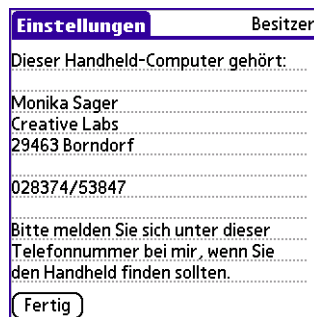 Einstellungen Besitzer
Dieser Handheld-Computer gehört:
Monika Sager
Creative Labs
29463 Borndorf
028374/53847
Bitte melden Sie sich unter dieser
Telefonnummer bei mir, wenn Sie
den Handheld finden sollten.
Fertig